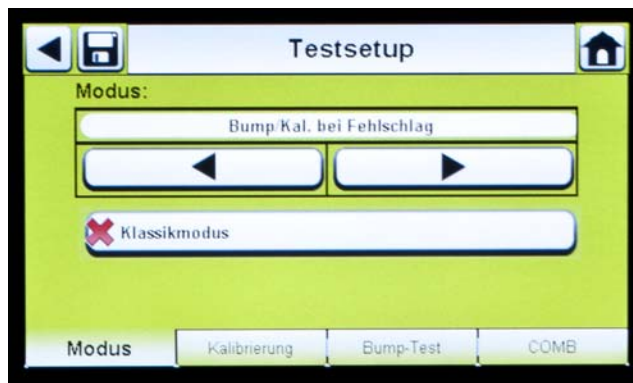 Testsetup
Modus:
Bump/Kal. bei Fehlschlag
Klassikmodus
Modus Kalibrierung Bump-Test COMB